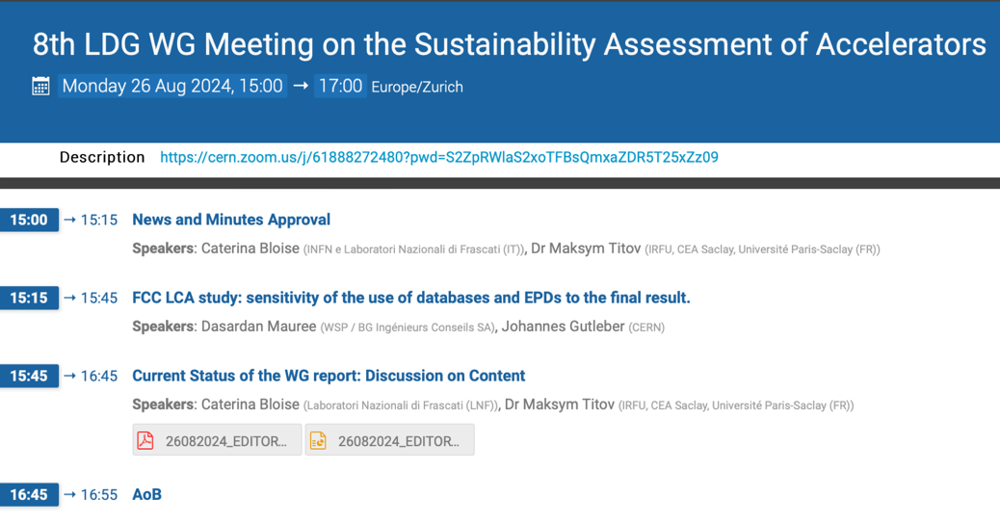 8th LDG WG Meeting on the Sustainability Assessment of Accelerators
Monday 26 Aug 2024, 15:00 → 17:00 Europe/Zurich
Description https://cern.zoom.us/j/61888272480?pwd=S2ZpRWlaS2xoTFBsQmxaZDR5T25xZz09
15:00 → 15:15 News and Minutes Approval
Speakers: Caterina Bloise (INFN e Laboratori Nazionali di Frascati (IT)), Dr Maksym Titov (IRFU, CEA Saclay, Université Paris-Saclay (FR))
15:15 → 15:45 FCC LCA study: sensitivity of the use of databases and EPDs to the final result.
Speakers: Dasardan Mauree (WSP / BG Ingénieurs Conseils SA), Johannes Gutleber (CERN)
15:45 → 16:45 Current Status of the WG report: Discussion on Content
Speakers: Caterina Bloise (Laboratori Nazionali di Frascati (LNF)), Dr Maksym Titov (IRFU, CEA Saclay, Université Paris-Saclay (FR))
26082024_EDITOR... 26082024_EDITOR...
16:45 → 16:55 AoB